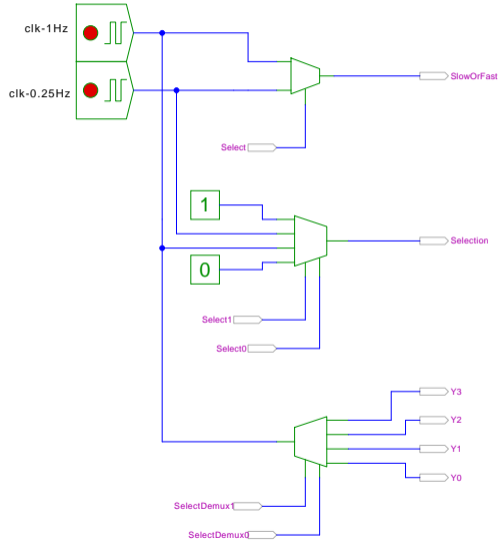 clk-1Hz
SlowOrFast
clk-0.25Hz
Select
1
Selection
0
Select1
Select0
Y3
Y2
Y1
Y0
SelectDemux1
SelectDemux0